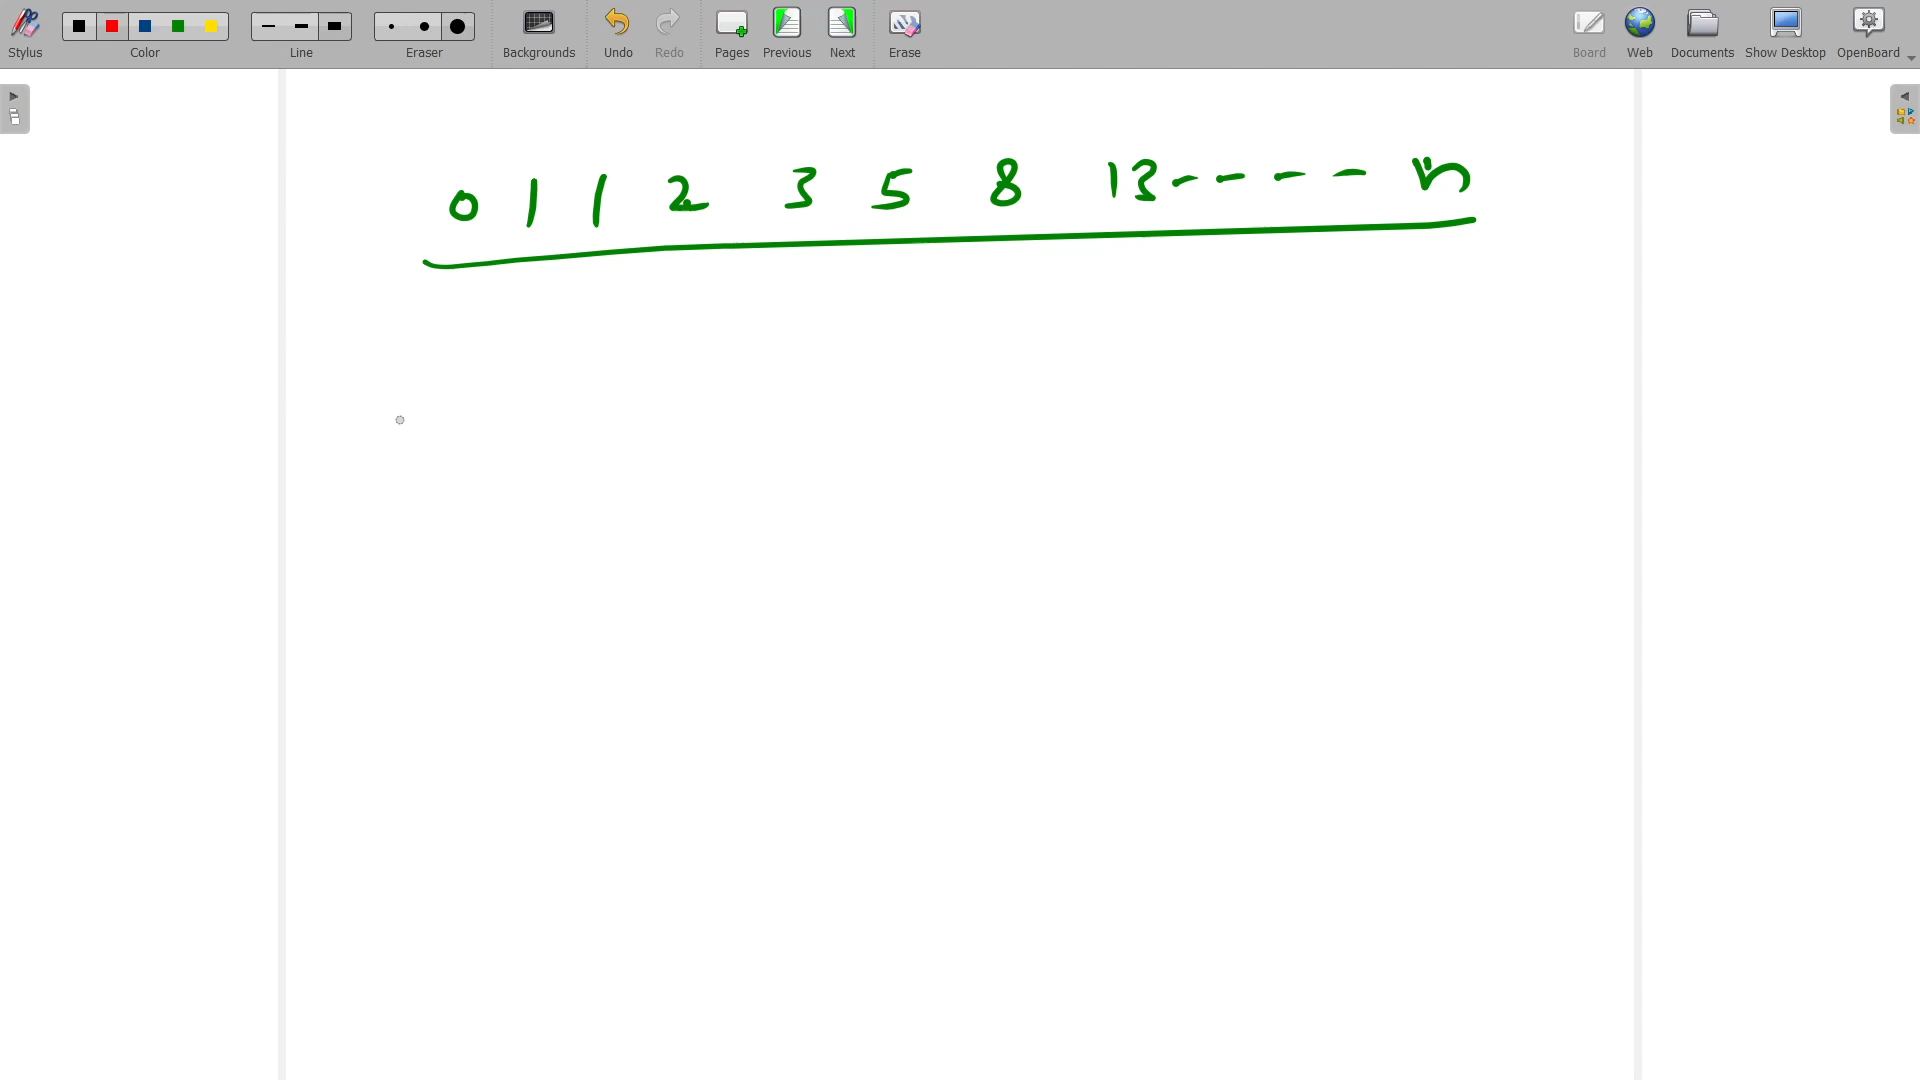 Stylus Color Line Eraser Backgrounds Undo Redo Pages Previous Next Erase Board Web Documents Show Desktop OpenBoard
0 1 1 2 3 5 8 13 - - - - n